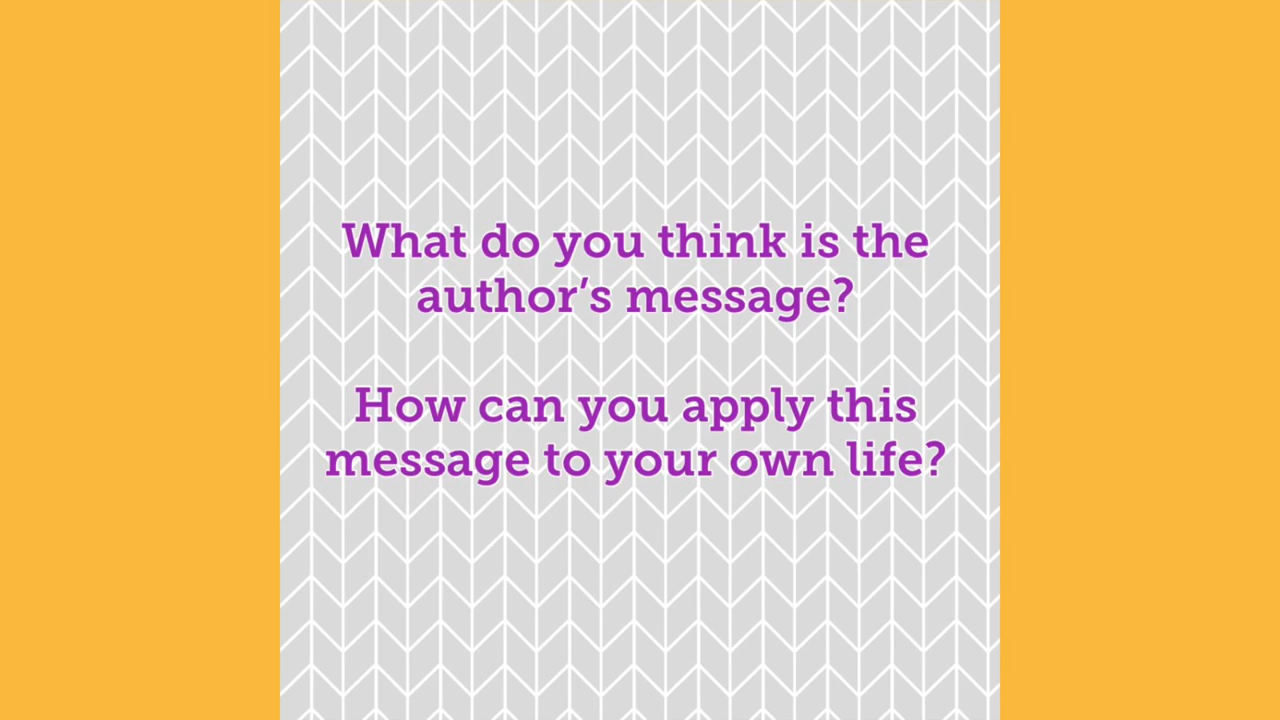 What do you think is the
author’s message?
How can you apply this
message to your own life?